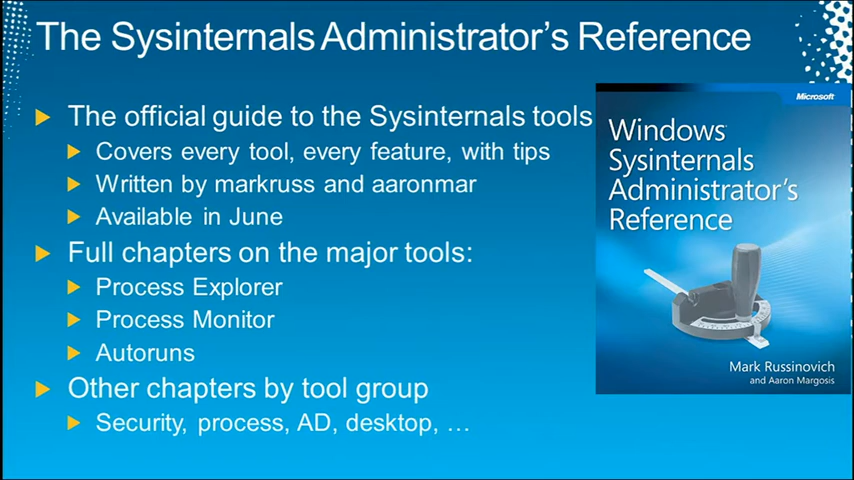 The Sysinternals Administrator's Reference
The official guide to the Sysinternals tools
Covers every tool, every feature, with tips
Written by markruss and aaronmar
Available in June
Full chapters on the major tools:
Process Explorer
Process Monitor
Autoruns
Other chapters by tool group
Security, process, AD, desktop, …
Microsoft
Windows
Sysinternals
Administrator's
Reference
Mark Russinovich
and Aaron Margosis